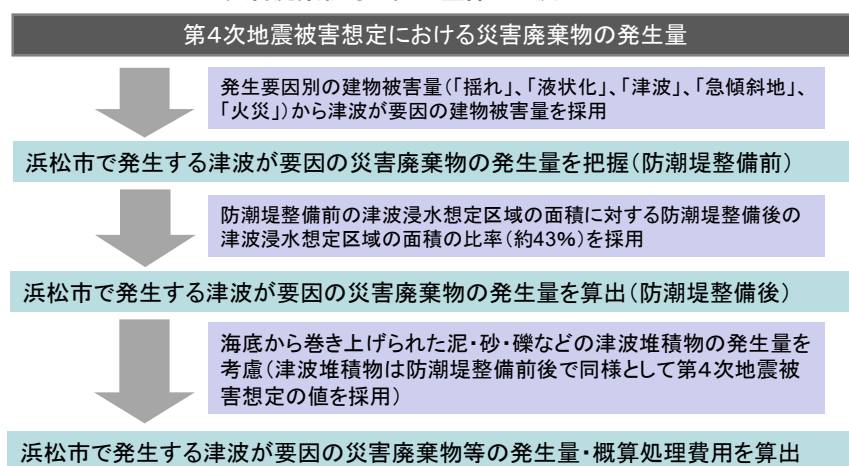 第４次地震被害想定における災害廃棄物の発生量
発生要因別の建物被害量（「揺れ」、「液状化」、「津波」、「急傾斜地」、
「火災」）から津波が要因の建物被害量を採用
浜松市で発生する津波が要因の災害廃棄物の発生量を把握（防潮堤整備前）
防潮堤整備前の津波浸水想定区域の面積に対する防潮堤整備後の
津波浸水想定区域の面積の比率（約43％）を採用
浜松市で発生する津波が要因の災害廃棄物の発生量を算出（防潮堤整備後）
海底から巻き上げられた泥・砂・礫などの津波堆積物の発生量を
考慮（津波堆積物は防潮堤整備前後で同様として第４次地震被
害想定の値を採用）
浜松市で発生する津波が要因の災害廃棄物等の発生量・概算処理費用を算出